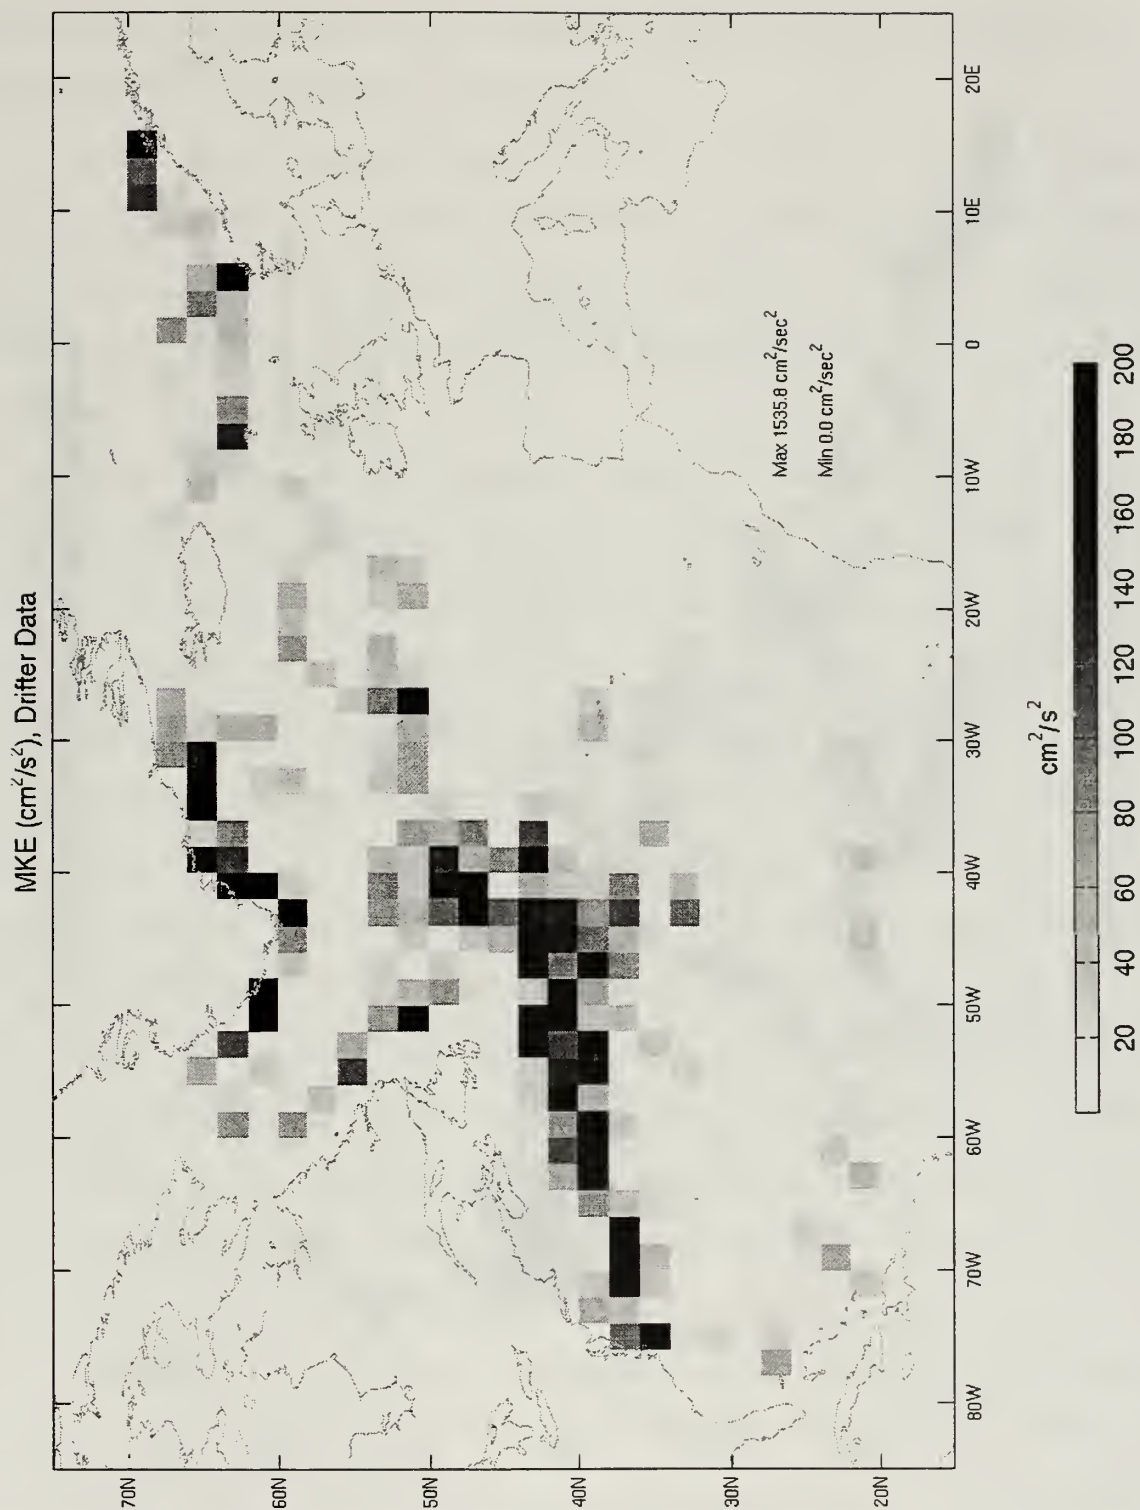 MKE (cm²/s²), Drifter Data
70N
60N
50N
40N
30N
20N
80W
70W
60W
50W
40W
30W
20W
10W
0
10E
20E
Max 1535.8 cm²/sec²
Min 0.0 cm²/sec²
cm²/s²
20
40
60
80
100
120
140
160
180
200